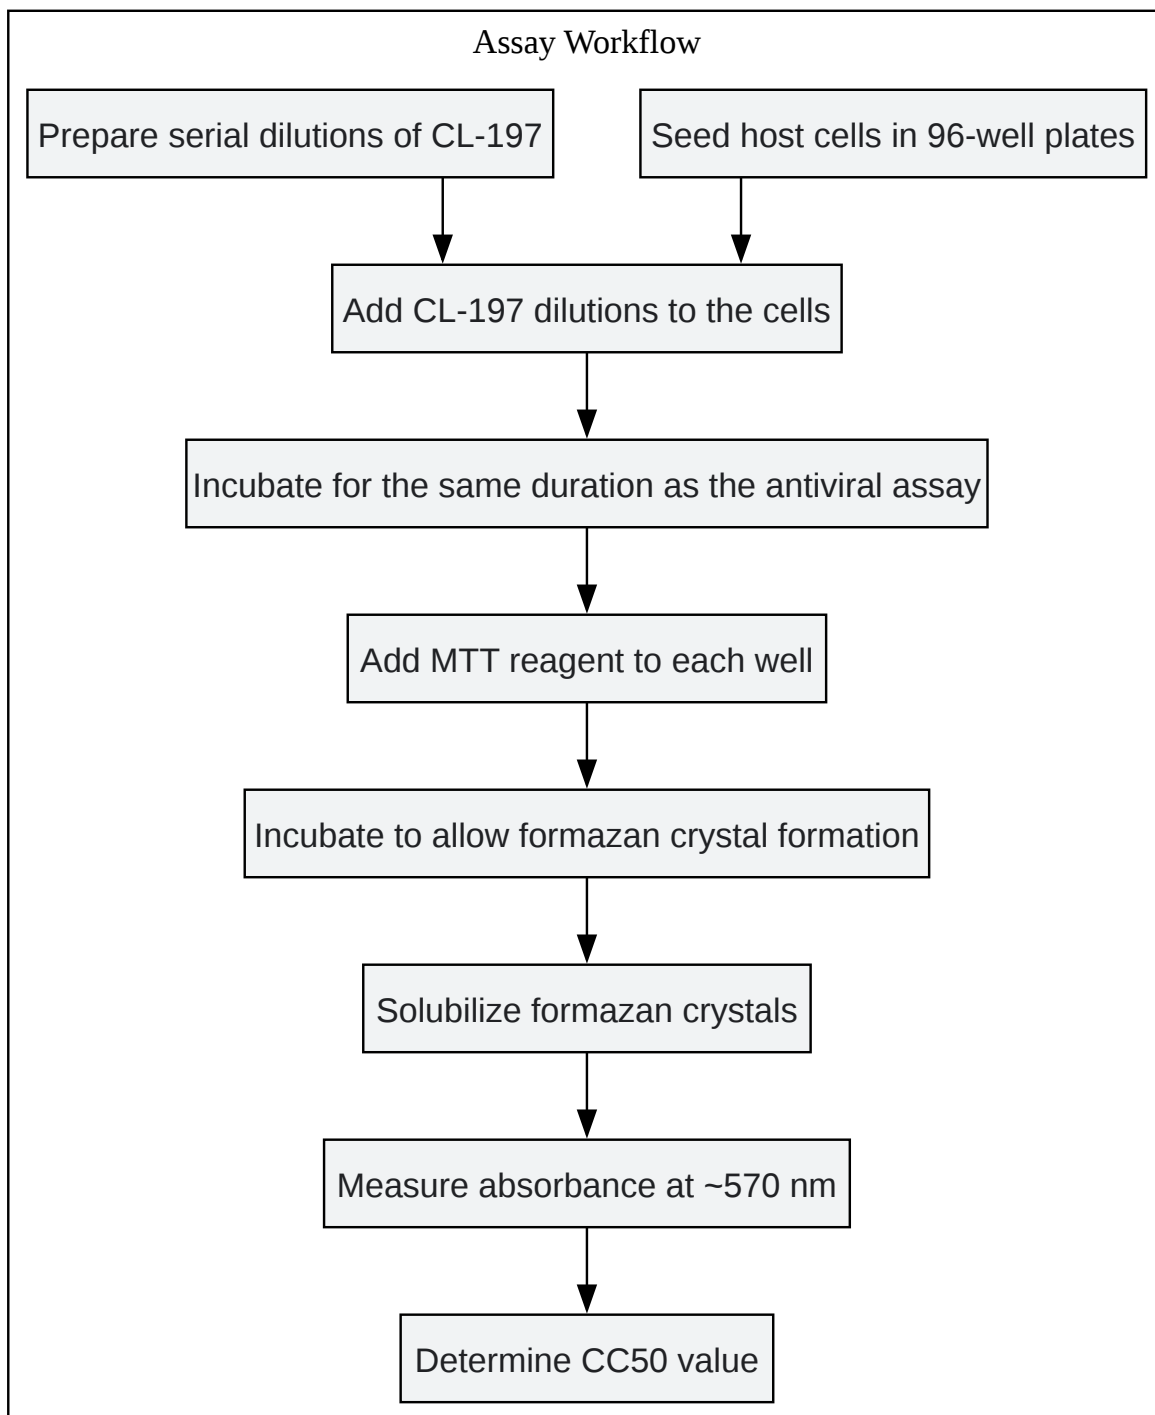 Assay Workflow
Prepare serial dilutions of CL-197
Seed host cells in 96-well plates
Add CL-197 dilutions to the cells
Incubate for the same duration as the antiviral assay
Add MTT reagent to each well
Incubate to allow formazan crystal formation
Solubilize formazan crystals
Measure absorbance at ~570 nm
Determine CC50 value